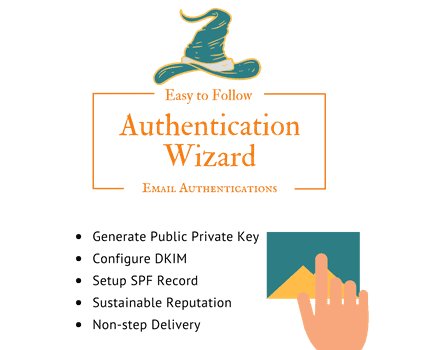 Easy to Follow
Authentication
Wizard
Email Authentications
• Generate Public Private Key
• Configure DKIM
• Setup SPF Record
• Sustainable Reputation
• Non-step Delivery